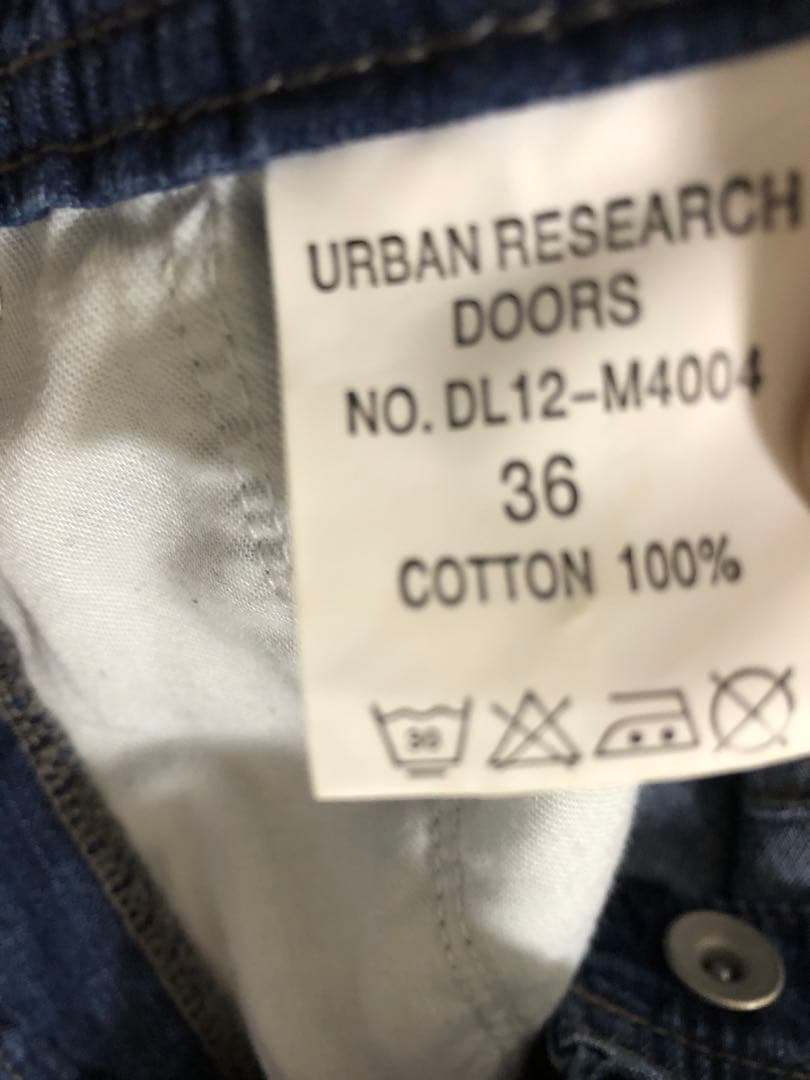 URBAN RESEARCH
DOORS
NO. DL12-M4004
36
COTTON 100%
30